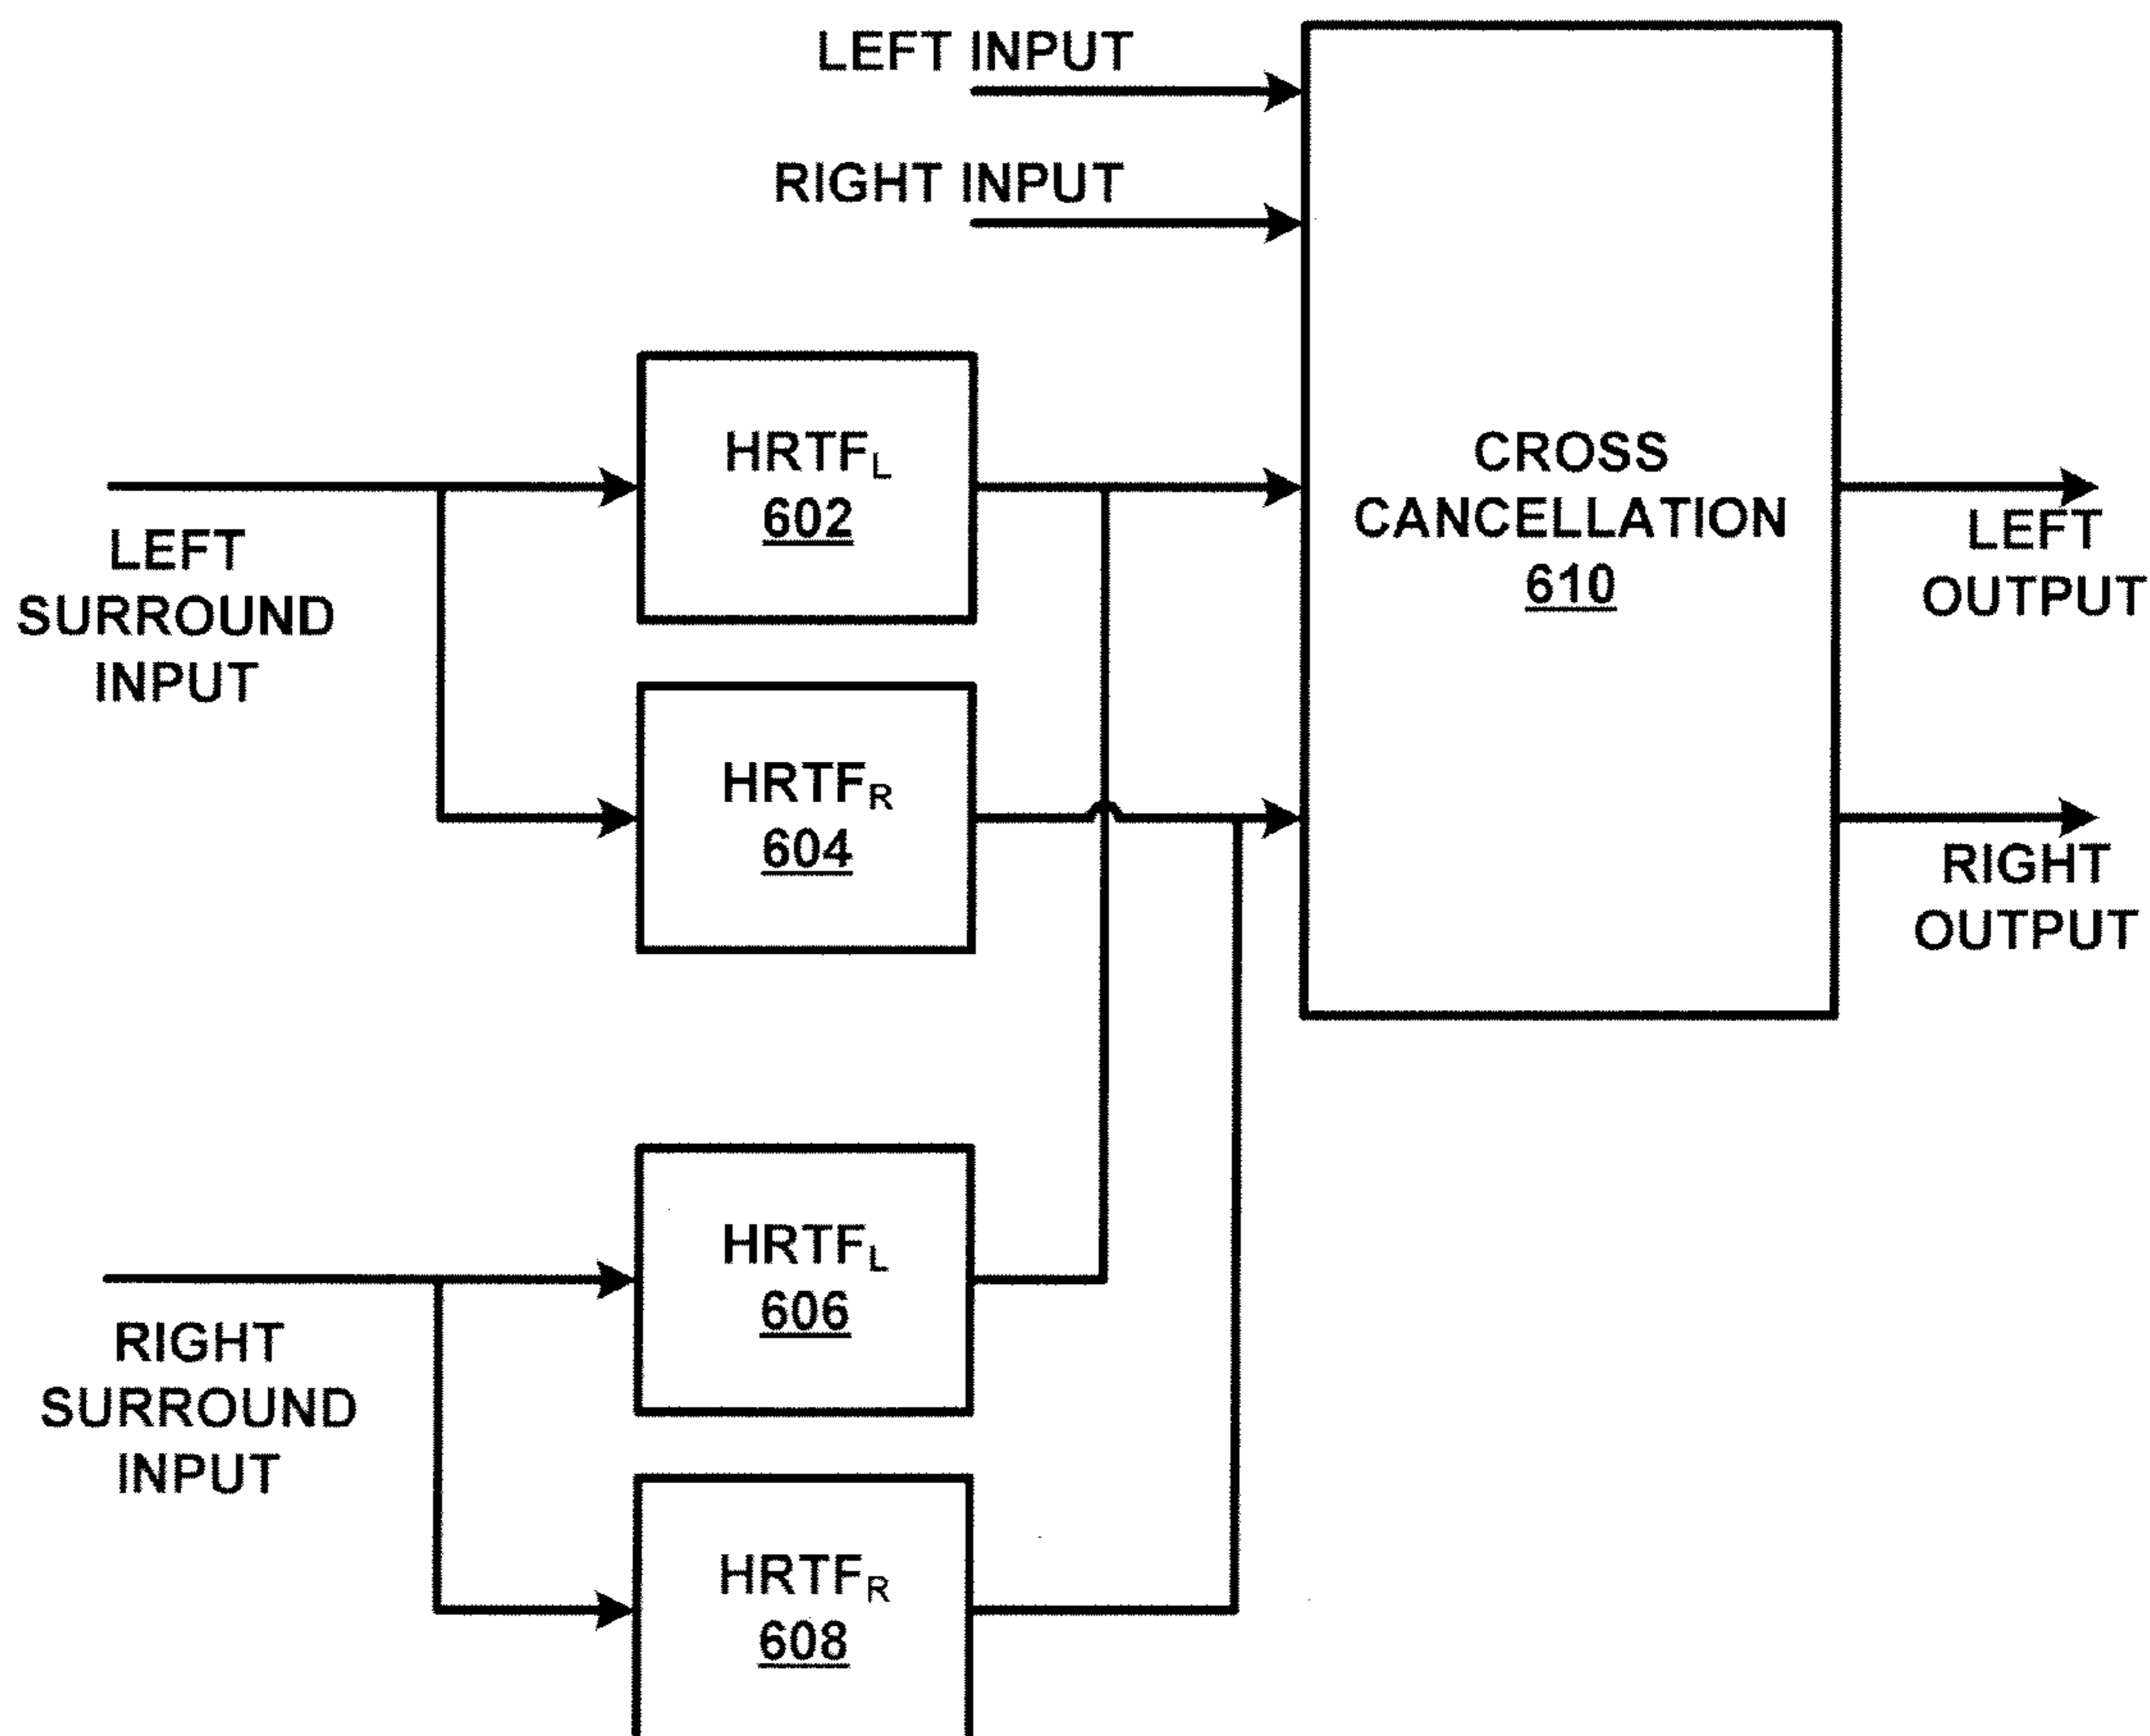 LEFT INPUT
RIGHT INPUT
HRTFL
602
CROSS
CANCELLATION
610
LEFT
SURROUND
INPUT
LEFT
OUTPUT
HRTFR
604
RIGHT
OUTPUT
HRTFL
606
RIGHT
SURROUND
INPUT
HRTFR
608